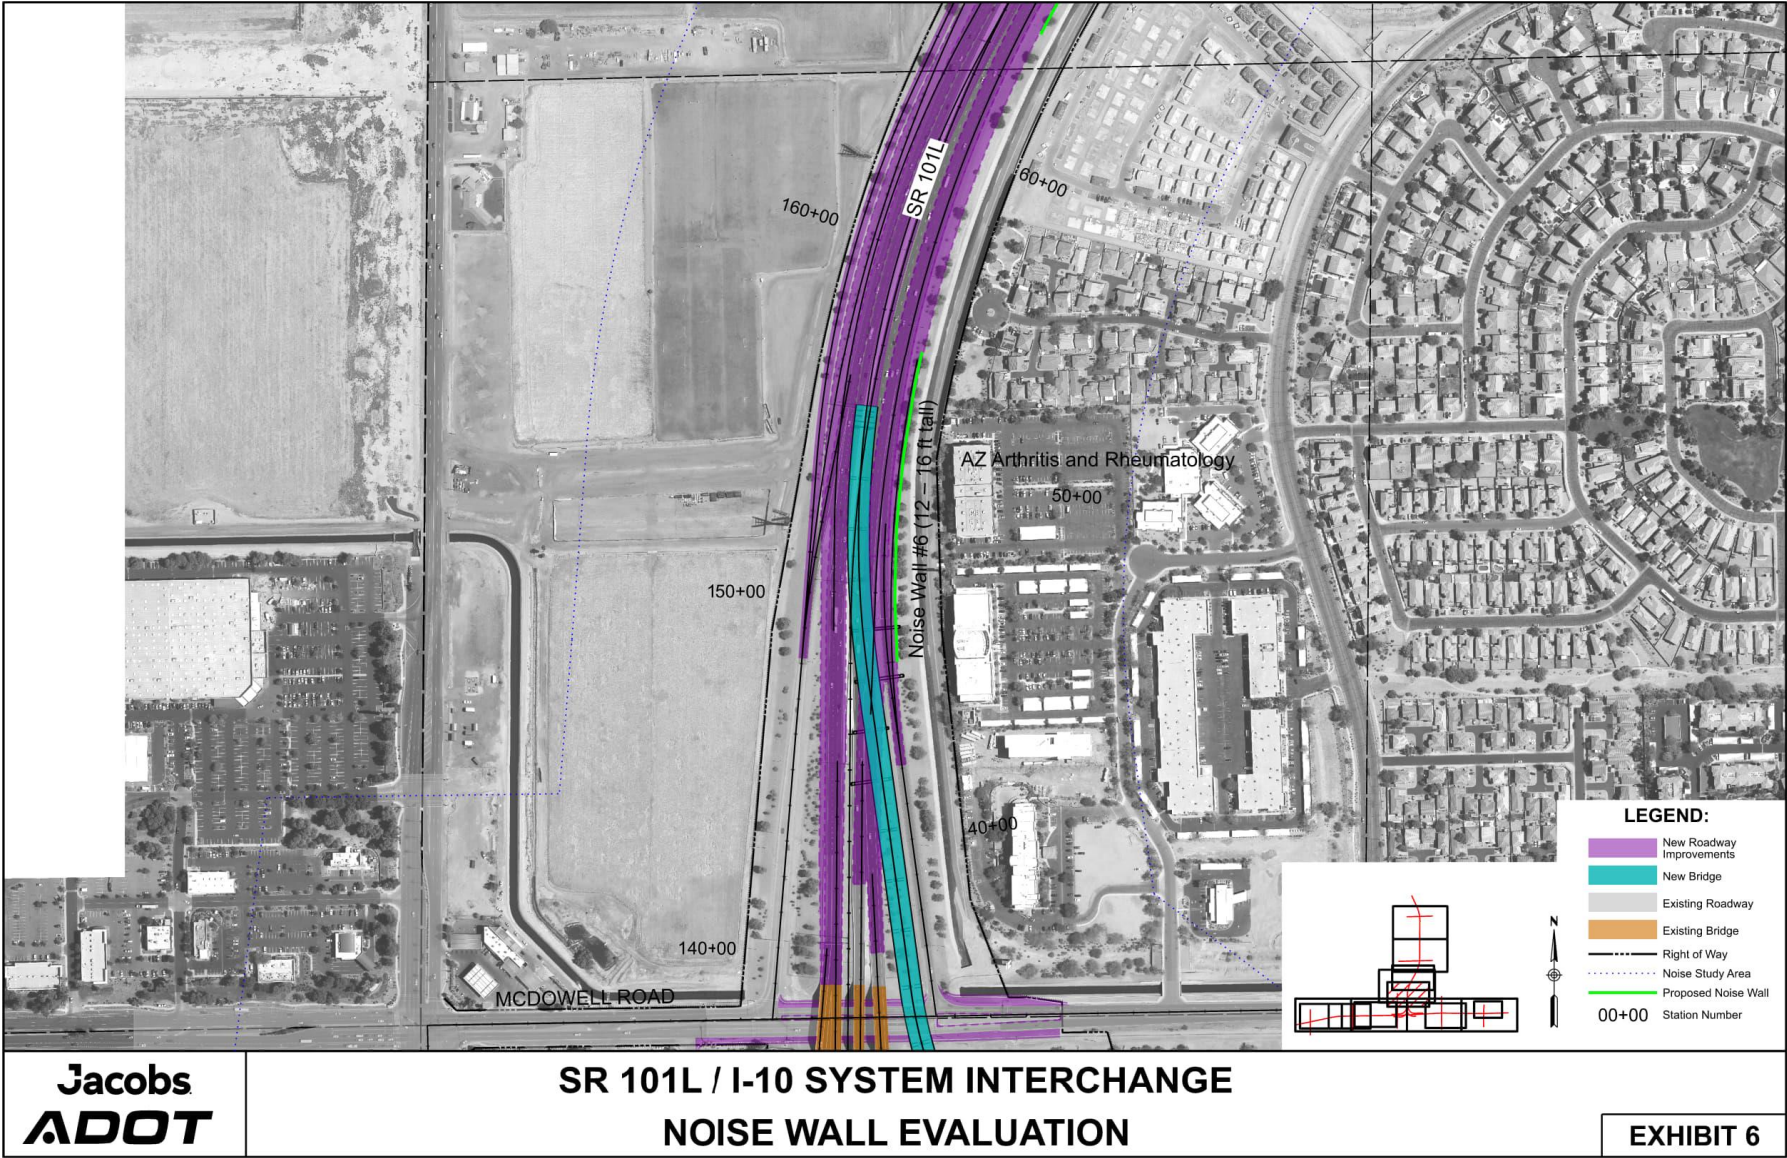 SR 101L
160+00
60+00
Noise Wall #6 (12 – 16 ft tall)
AZ Arthritis and Rheumatology
50+00
150+00
40+00
140+00
MCDOWELL ROAD
LEGEND:
New Roadway
Improvements
New Bridge
Existing Roadway
Existing Bridge
Right of Way
Noise Study Area
Proposed Noise Wall
00+00 Station Number
N
Jacobs
ADOT
SR 101L / I-10 SYSTEM INTERCHANGE
NOISE WALL EVALUATION
EXHIBIT 6